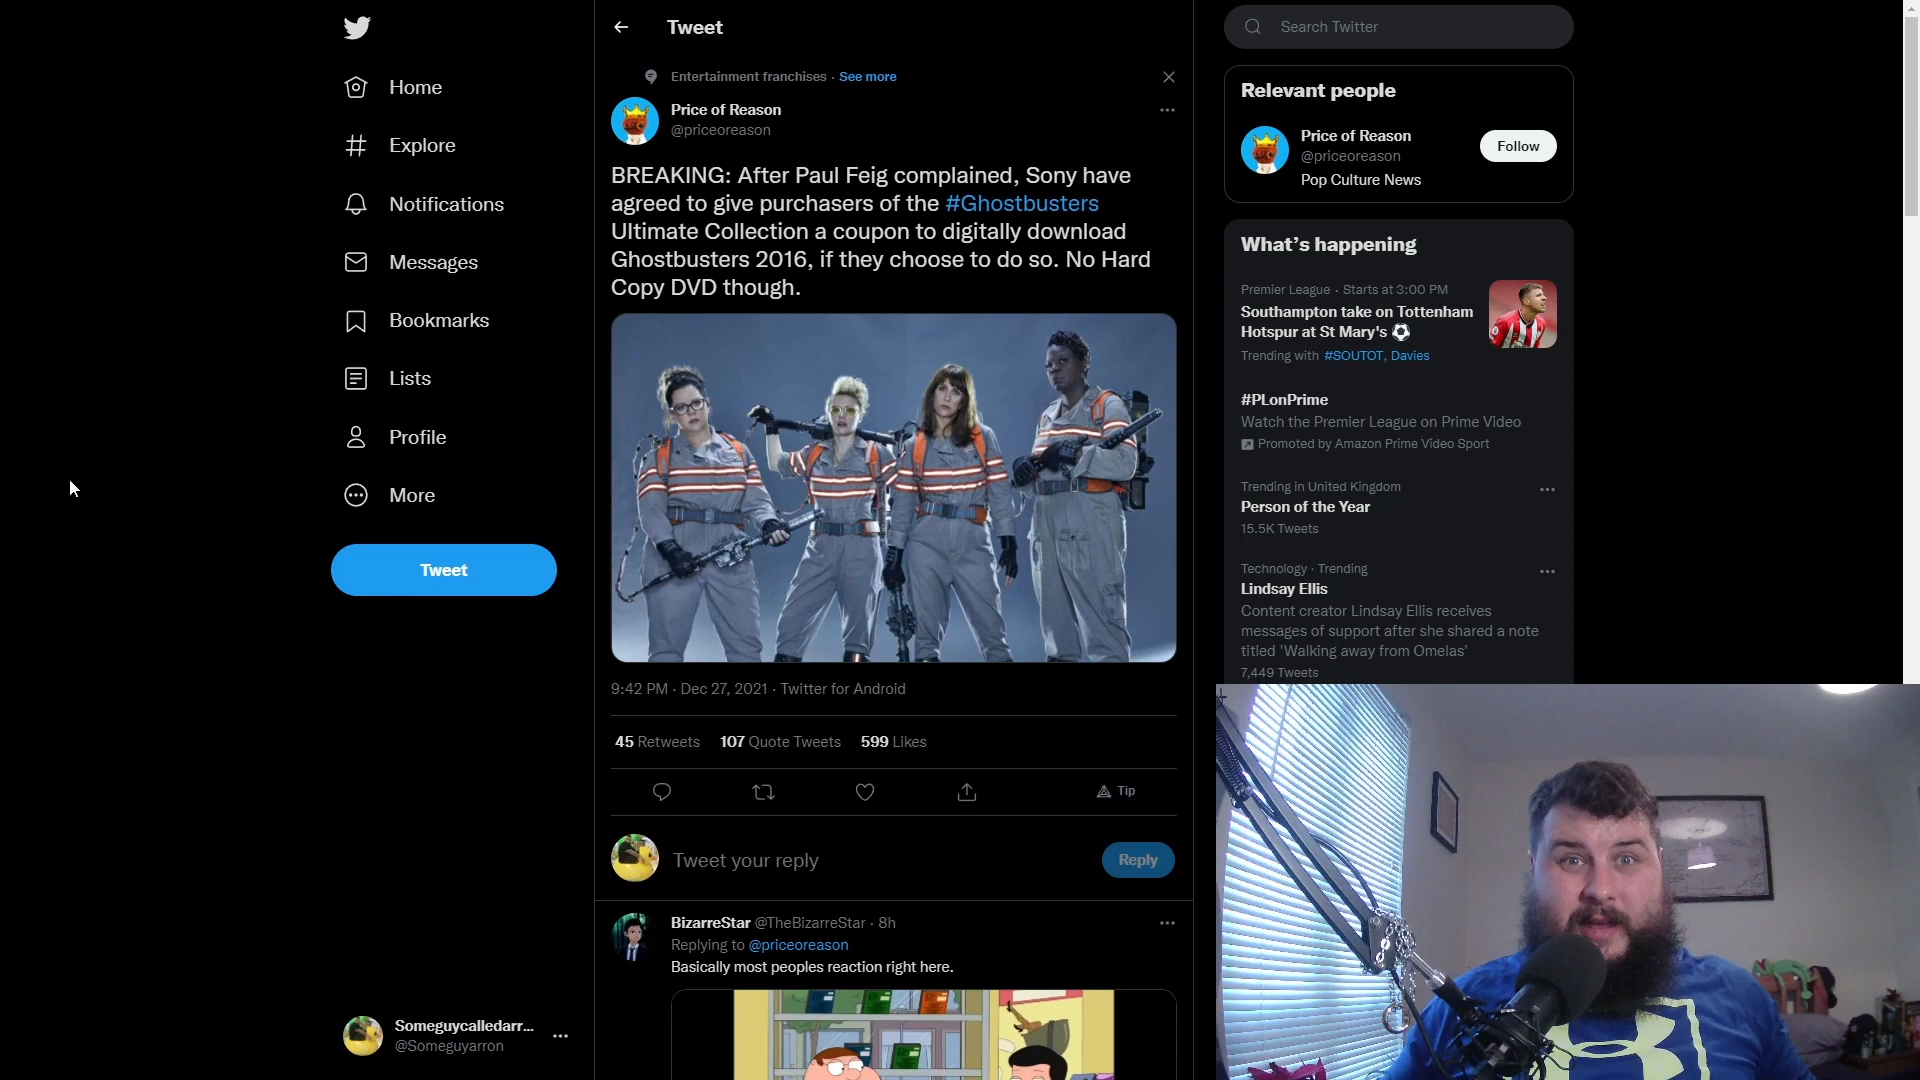 Home
Explore
Notifications
Messages
Bookmarks
Lists
Profile
More
Tweet
Someguycalledarr...
@Someguyarron
Tweet
Entertainment franchises · See more
Price of Reason
@priceoreason
BREAKING: After Paul Feig complained, Sony have
agreed to give purchasers of the #Ghostbusters
Ultimate Collection a coupon to digitally download
Ghostbusters 2016, if they choose to do so. No Hard
Copy DVD though.
9:42 PM · Dec 27, 2021 · Twitter for Android
45 Retweets 107 Quote Tweets 599 Likes
Tip
Tweet your reply
Reply
BizarreStar @TheBizarreStar · 8h
Replying to @priceoreason
Basically most peoples reaction right here.
Search Twitter
Relevant people
Price of Reason
@priceoreason
Follow
Pop Culture News
What's happening
Premier League · Starts at 3:00 PM
Southampton take on Tottenham
Hotspur at St Mary's ⚽
Trending with #SOUTOT, Davies
#PLonPrime
Watch the Premier League on Prime Video
Promoted by Amazon Prime Video Sport
Trending in United Kingdom
Person of the Year
15.5K Tweets
Technology · Trending
Lindsay Ellis
Content creator Lindsay Ellis receives
messages of support after she shared a note
titled 'Walking away from Omelas'
7,449 Tweets